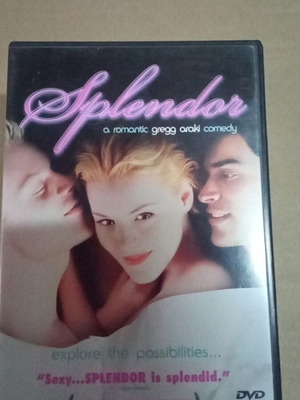 Splendor
a romantic gregg araki comedy
explore the possibilities...
"Sexy...SPLENDOR is splendid."
DVD